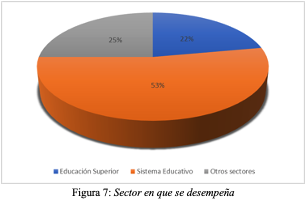 25%
22%
53%
Educación Superior Sistema Educativo Otros sectores
Figura 7: Sector en que se desempeña